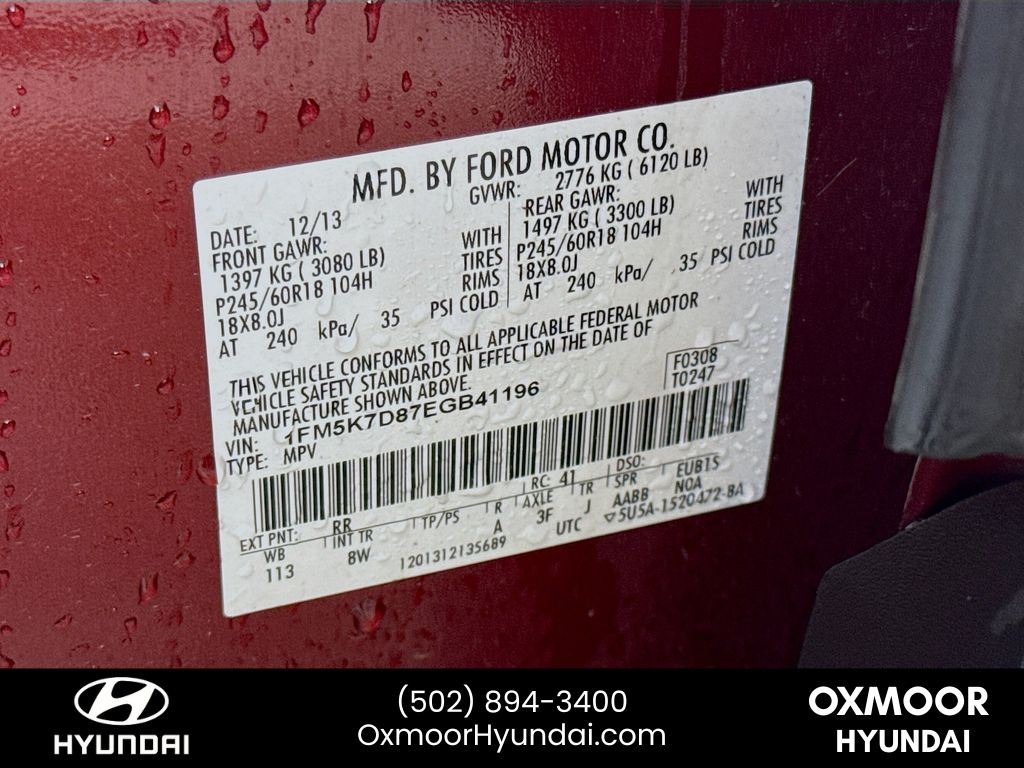 MFD. BY FORD MOTOR CO.
DATE: 12/13
GVWR: 2776 KG ( 6120 LB)
FRONT GAWR:
1397 KG ( 3080 LB) WITH
P245/60R18 104H TIRES
18X8.0J RIMS
AT 240 kPa/ 35 PSI COLD
REAR GAWR:
1497 KG ( 3300 LB) WITH
P245/60R18 104H TIRES
18X8.0J RIMS
AT 240 kPa/ 35 PSI COLD
THIS VEHICLE CONFORMS TO ALL APPLICABLE FEDERAL MOTOR
VEHICLE SAFETY STANDARDS IN EFFECT ON THE DATE OF
MANUFACTURE SHOWN ABOVE.
F0308
T0247
VIN: 1FM5K7D87EGB41196
TYPE: MPV
EXT PNT: RR RC: 41 DSO:
WB INT TR TP/PS R AXLE TR SPR EUB1S
113 8W A 3F J AABB NOA
1201312135689 UTC ▽5U5A-1520472-BA
HYUNDAI
(502) 894-3400
OxmoorHyundai.com
OXMOOR
HYUNDAI